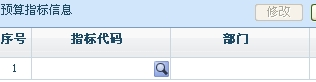 预算指标信息 修改
序号 指标代码 部门
1